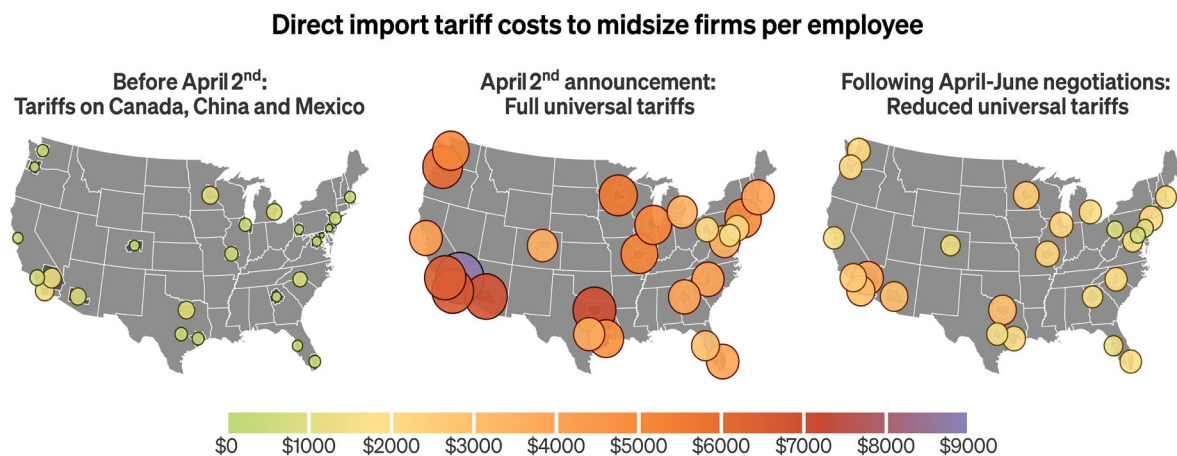 Direct import tariff costs to midsize firms per employee
Before April 2nd:
Tariffs on Canada, China and Mexico
April 2nd announcement:
Full universal tariffs
Following April-June negotiations:
Reduced universal tariffs
$0 $1000 $2000 $3000 $4000 $5000 $6000 $7000 $8000 $9000